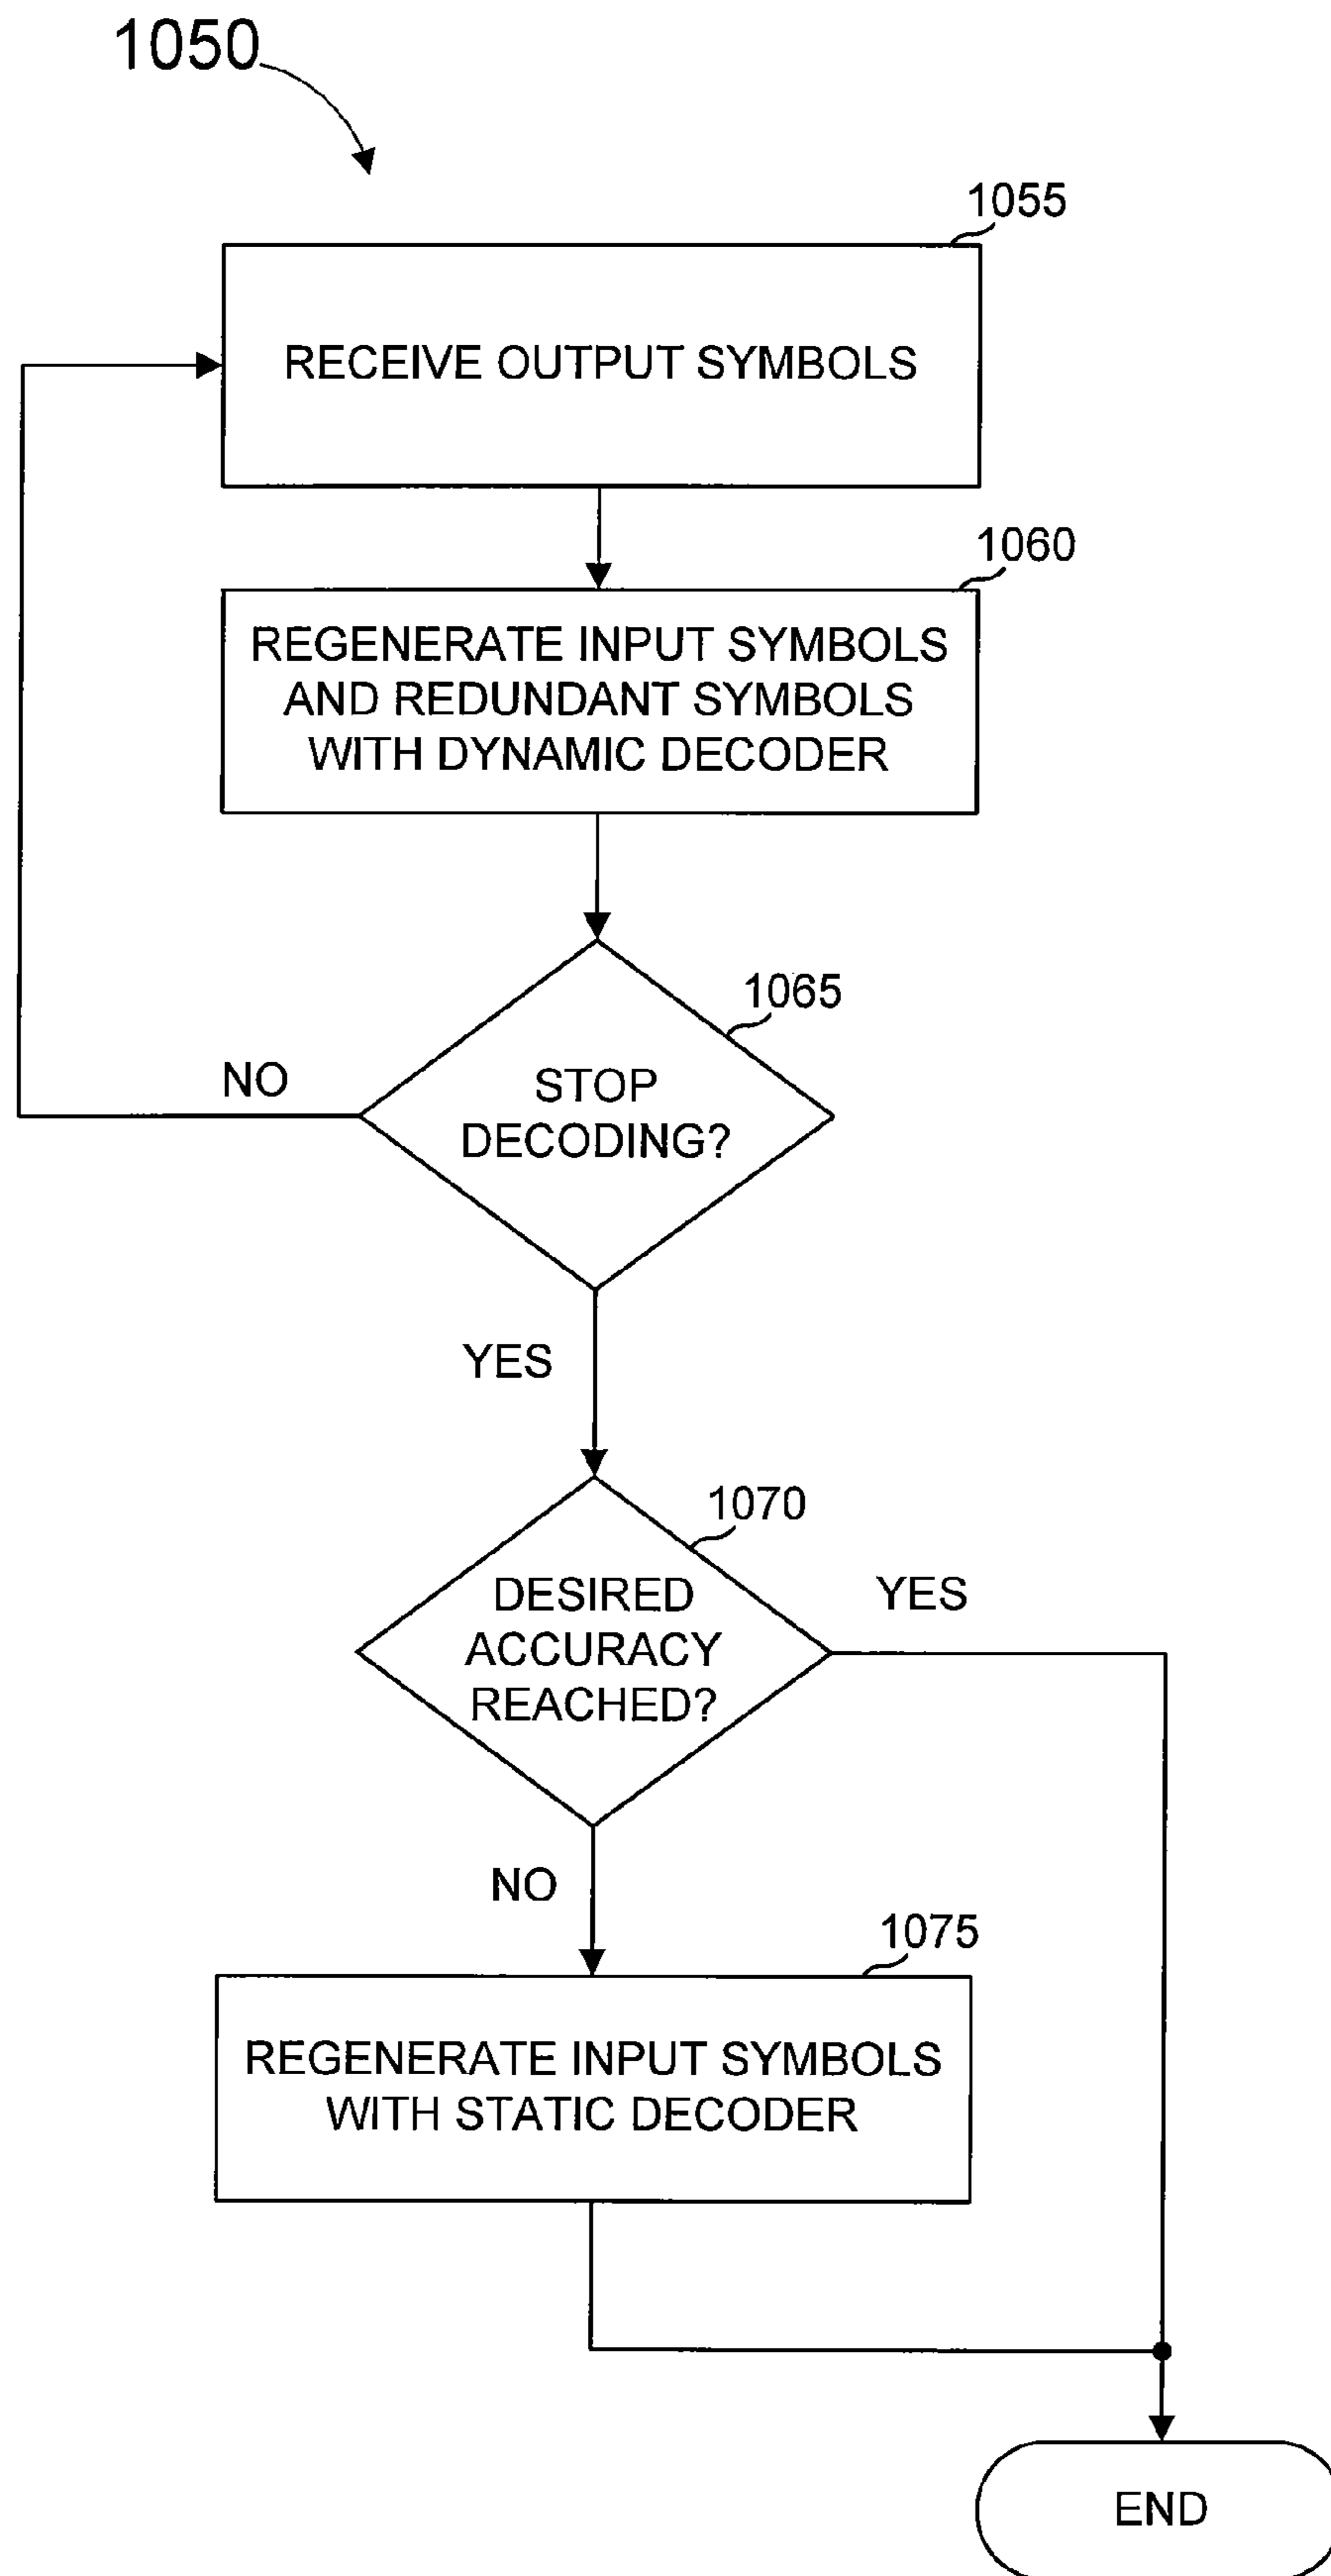 1050
1055
RECEIVE OUTPUT SYMBOLS
1060
REGENERATE INPUT SYMBOLS
AND REDUNDANT SYMBOLS
WITH DYNAMIC DECODER
1065
STOP
DECODING?
NO
YES
1070
DESIRED
ACCURACY
REACHED?
YES
NO
1075
REGENERATE INPUT SYMBOLS
WITH STATIC DECODER
END